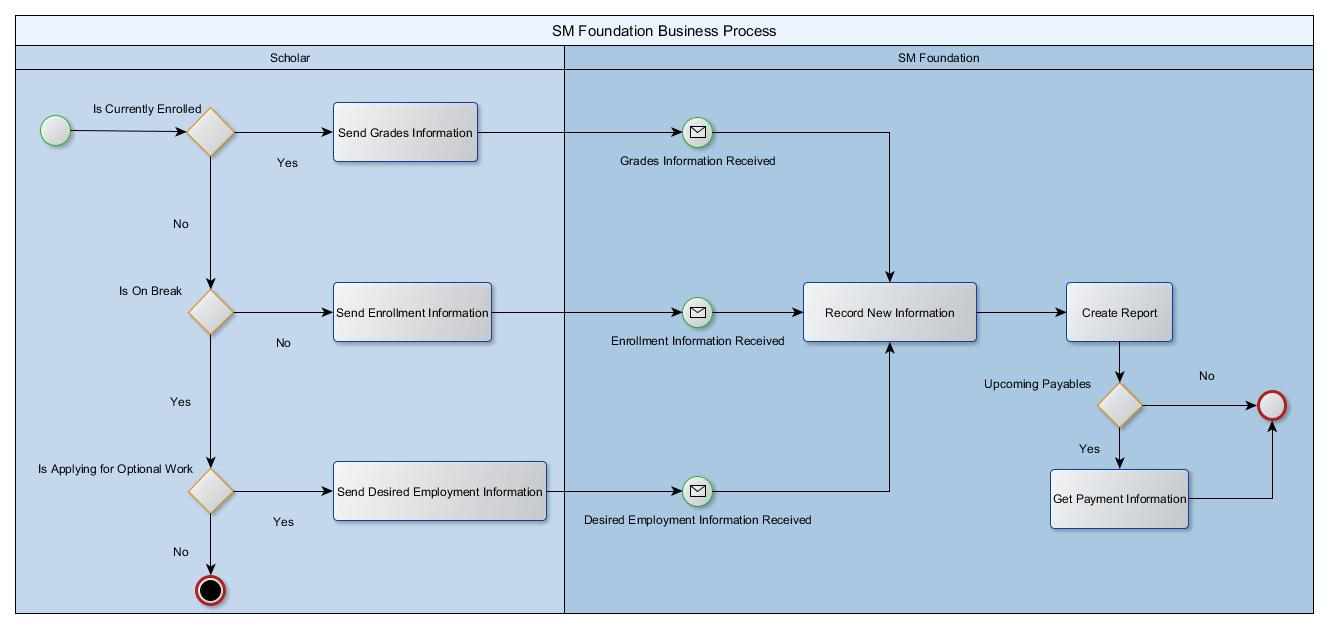 SM Foundation Business Process
Scholar
SM Foundation
Is Currently Enrolled
Send Grades Information
Yes
Grades Information Received
No
Is On Break
Send Enrollment Information
No
Enrollment Information Received
Record New Information
Create Report
Upcoming Payables
No
Yes
Yes
Is Applying for Optional Work
Send Desired Employment Information
Yes
Desired Employment Information Received
Get Payment Information
No